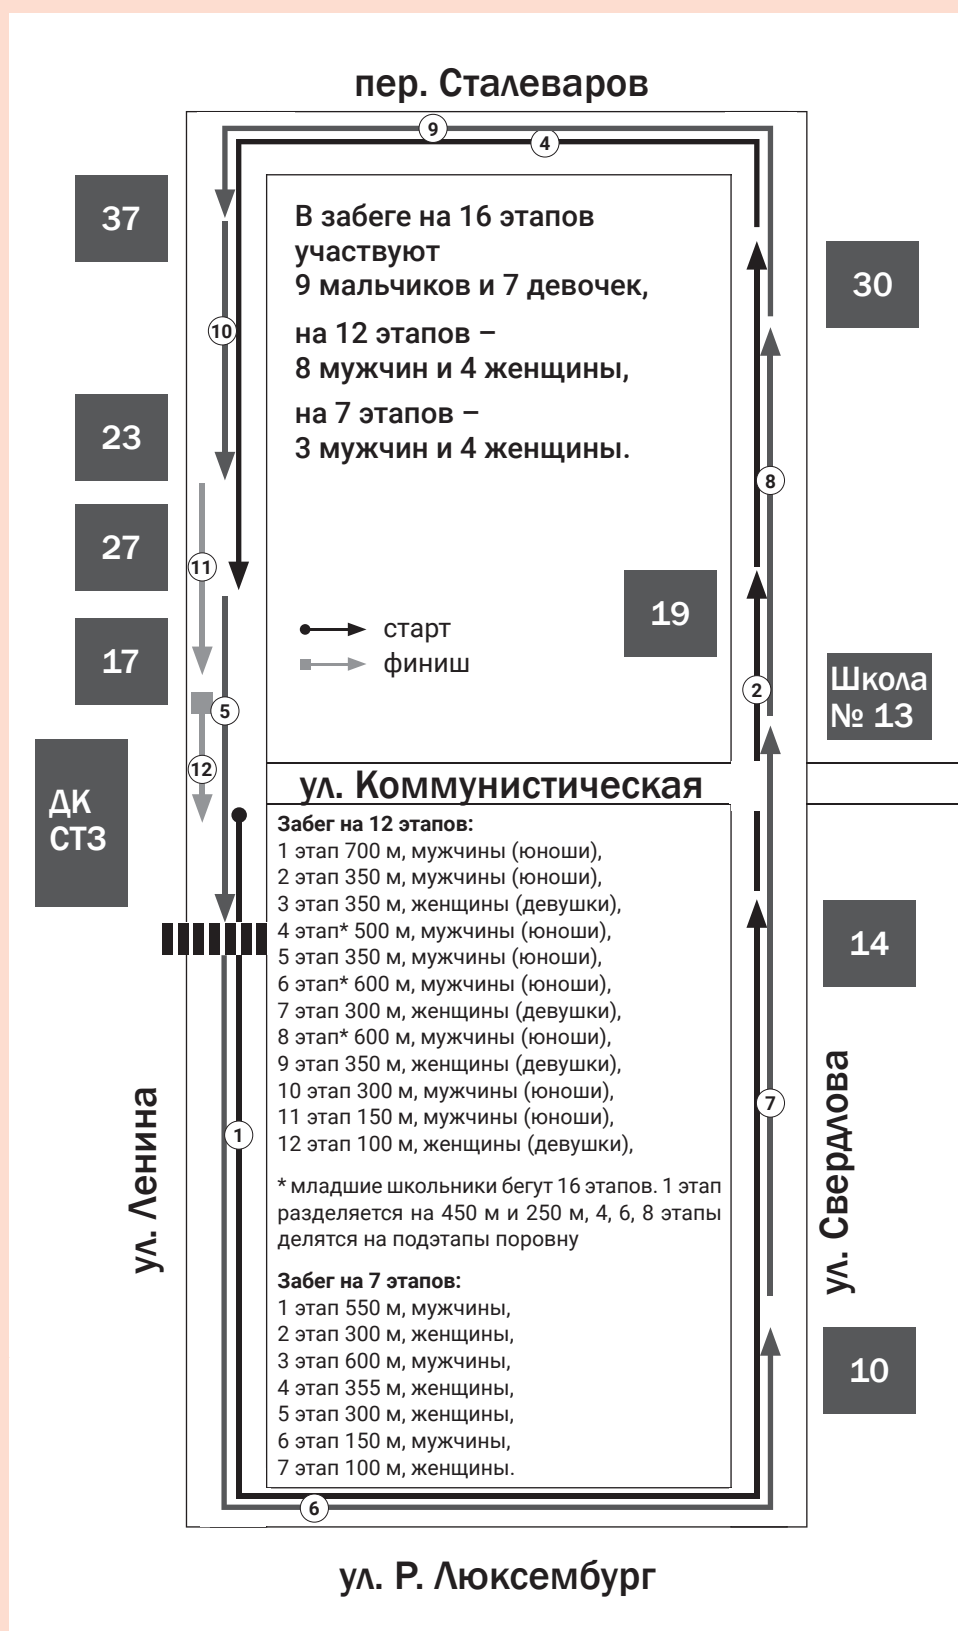 пер. Сталеваров
9
4
37
В забеге на 16 этапов
участвуют
9 мальчиков и 7 девочек,
на 12 этапов –
8 мужчин и 4 женщины,
на 7 этапов –
3 мужчин и 4 женщины.
30
10
23
8
27
11
19
старт
финиш
17
Школа
№ 13
2
5
12
ДК
СТЗ
ул. Коммунистическая
Забег на 12 этапов:
1 этап 700 м, мужчины (юноши),
2 этап 350 м, мужчины (юноши),
3 этап 350 м, женщины (девушки),
4 этап* 500 м, мужчины (юноши),
5 этап 350 м, мужчины (юноши),
6 этап* 600 м, мужчины (юноши),
7 этап 300 м, женщины (девушки),
8 этап* 600 м, мужчины (юноши),
9 этап 350 м, женщины (девушки),
10 этап 300 м, мужчины (юноши),
11 этап 150 м, мужчины (юноши),
12 этап 100 м, женщины (девушки),
* младшие школьники бегут 16 этапов. 1 этап
разделяется на 450 м и 250 м, 4, 6, 8 этапы
делятся на подэтапы поровну
Забег на 7 этапов:
1 этап 550 м, мужчины,
2 этап 300 м, женщины,
3 этап 600 м, мужчины,
4 этап 355 м, женщины,
5 этап 300 м, женщины,
6 этап 150 м, мужчины,
7 этап 100 м, женщины.
14
7
1
ул. Ленина
ул. Свердлова
10
6
ул. Р. Люксембург